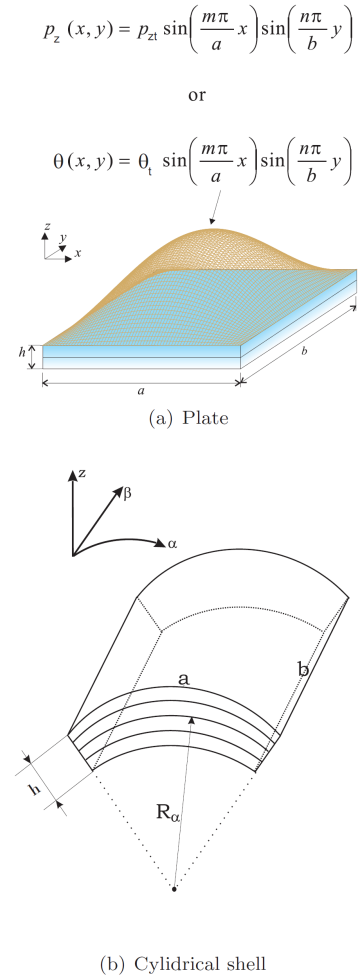 p_z (x, y) = p_zt sin(mπ/a x) sin(nπ/b y)
or
θ(x, y) = θ_t sin(mπ/a x) sin(nπ/b y)
z
y
x
h
b
a
(a) Plate
z
β
α
a
b
h
R_α
(b) Cylidrical shell